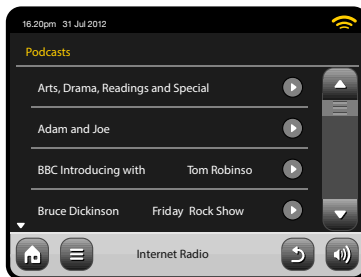 16.20pm 31 Jul 2012
Podcasts
Arts, Drama, Readings and Special
Adam and Joe
BBC Introducing with Tom Robinso
Bruce Dickinson Friday Rock Show
Internet Radio